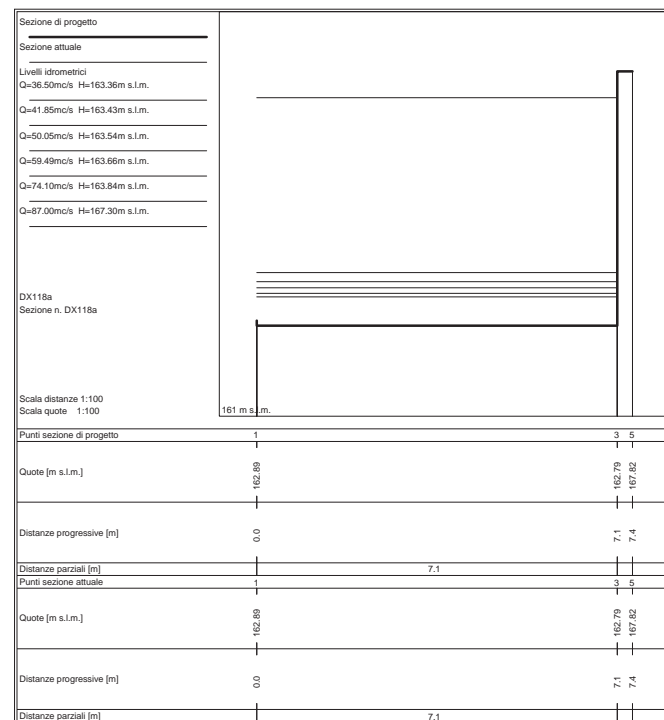 Sezione di progetto
Sezione attuale
Livelli idrometrici
Q=36.50mc/s H=163.36m s.l.m.
Q=41.85mc/s H=163.43m s.l.m.
Q=50.05mc/s H=163.54m s.l.m.
Q=59.49mc/s H=163.66m s.l.m.
Q=74.10mc/s H=163.84m s.l.m.
Q=87.00mc/s H=167.30m s.l.m.
DX118a
Sezione n. DX118a
Scala distanze 1:100
Scala quote 1:100
161 m s.l.m.
Punti sezione di progetto 1 3 5
Quote [m s.l.m.] 162.89 162.79 167.82
Distanze progressive [m] 0.0 7.1 7.4
Distanze parziali [m] 7.1
Punti sezione attuale 1 3 5
Quote [m s.l.m.] 162.89 162.79 167.82
Distanze progressive [m] 0.0 7.1 7.4
Distanze parziali [m] 7.1